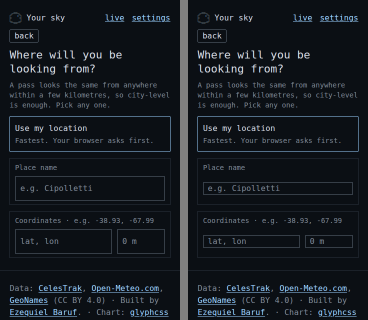 Your sky live settings
back
Where will you be
looking from?
A pass looks the same from anywhere
within a few kilometres, so city-level
is enough. Pick any one.
Use my location
Fastest. Your browser asks first.
Place name
e.g. Cipolletti
Coordinates · e.g. -38.93, -67.99
lat, lon 0 m
Data: CelesTrak, Open-Meteo.com,
GeoNames (CC BY 4.0) · Built by
Ezequiel Baruf. · Chart: glyphcss
Your sky live settings
back
Where will you be
looking from?
A pass looks the same from anywhere
within a few kilometres, so city-level
is enough. Pick any one.
Use my location
Fastest. Your browser asks first.
Place name
e.g. Cipolletti
Coordinates · e.g. -38.93, -67.99
lat, lon 0 m
Data: CelesTrak, Open-Meteo.com,
GeoNames (CC BY 4.0) · Built by
Ezequiel Baruf. · Chart: glyphcss